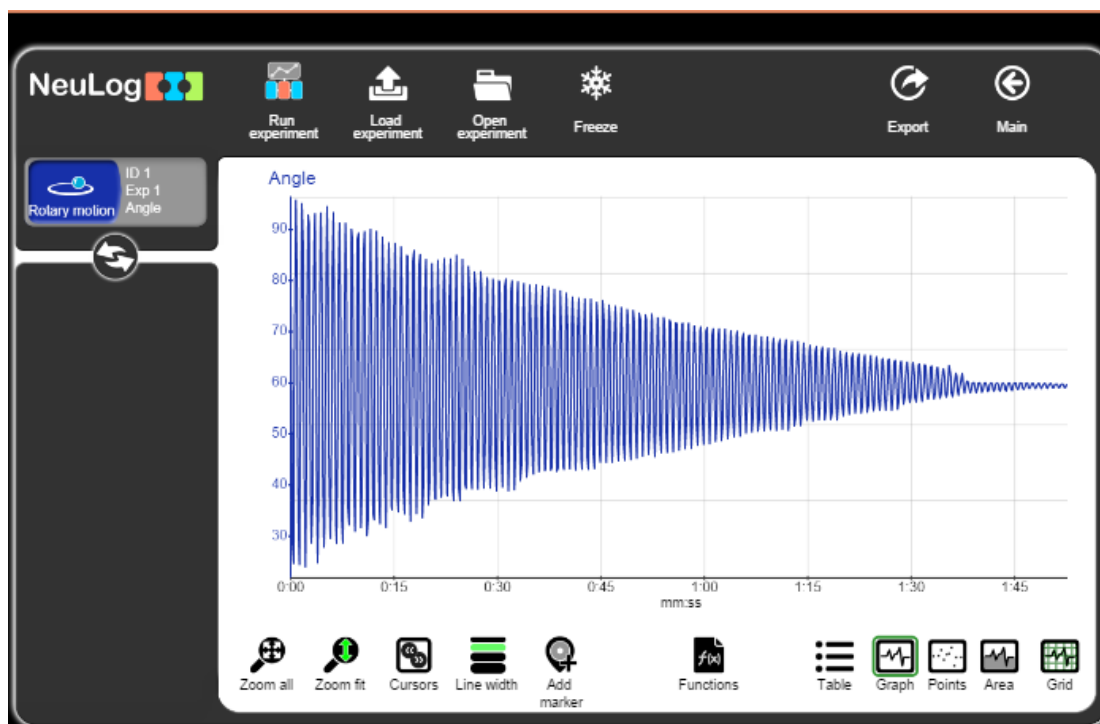 NeuLog
Run
experiment
Load
experiment
Open
experiment
Freeze
Export
Main
Rotary motion
ID 1
Exp 1
Angle
Angle
90
80
70
60
50
40
30
0:00 0:15 0:30 0:45 1:00 1:15 1:30 1:45
mm:ss
Zoom all
Zoom fit
Cursors
Line width
Add
marker
f(x)
Functions
Table
Graph
Points
Area
Grid